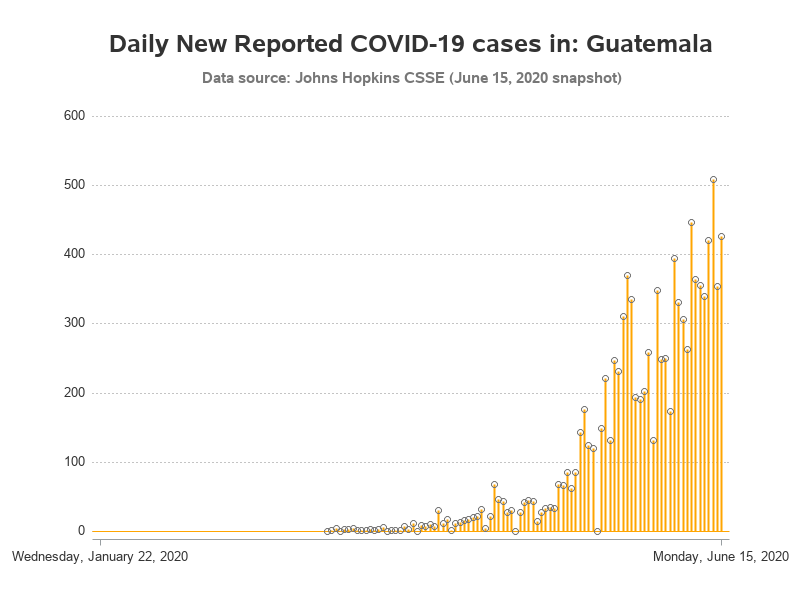 Daily New Reported COVID-19 cases in: Guatemala
Data source: Johns Hopkins CSSE (June 15, 2020 snapshot)
600
500
400
300
200
100
0
Wednesday, January 22, 2020
Monday, June 15, 2020